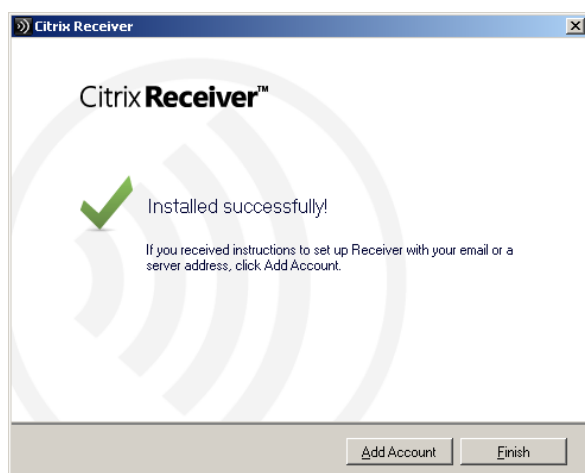 Citrix Receiver
Citrix Receiver™
Installed successfully!
If you received instructions to set up Receiver with your email or a
server address, click Add Account.
Add Account
Finish